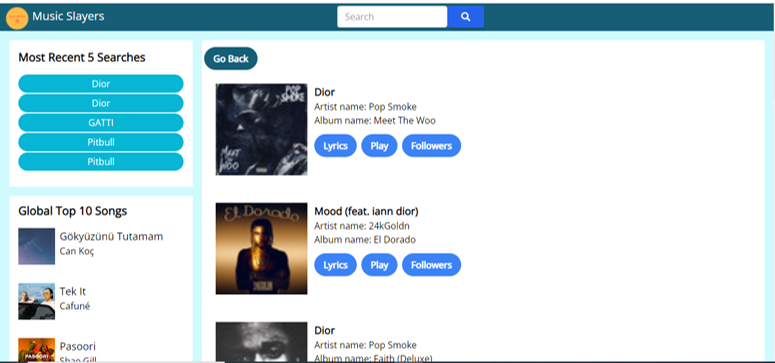 Music Slayers
Search
Most Recent 5 Searches
Dior
Dior
GATTI
Pitbull
Pitbull
Global Top 10 Songs
Gökyüzünü Tutamam
Can Koç
Tek It
Cafuné
PASOORI
Pasoori
Shae Gill
Go Back
POP
SMOKE
MEET
THE
WOO
Dior
Artist name: Pop Smoke
Album name: Meet The Woo
Lyrics
Play
Followers
El Dorado
24KGOLDN
Mood (feat. iann dior)
Artist name: 24kGoldn
Album name: El Dorado
Lyrics
Play
Followers
Dior
Artist name: Pop Smoke
Album name: Faith (Deluxe)